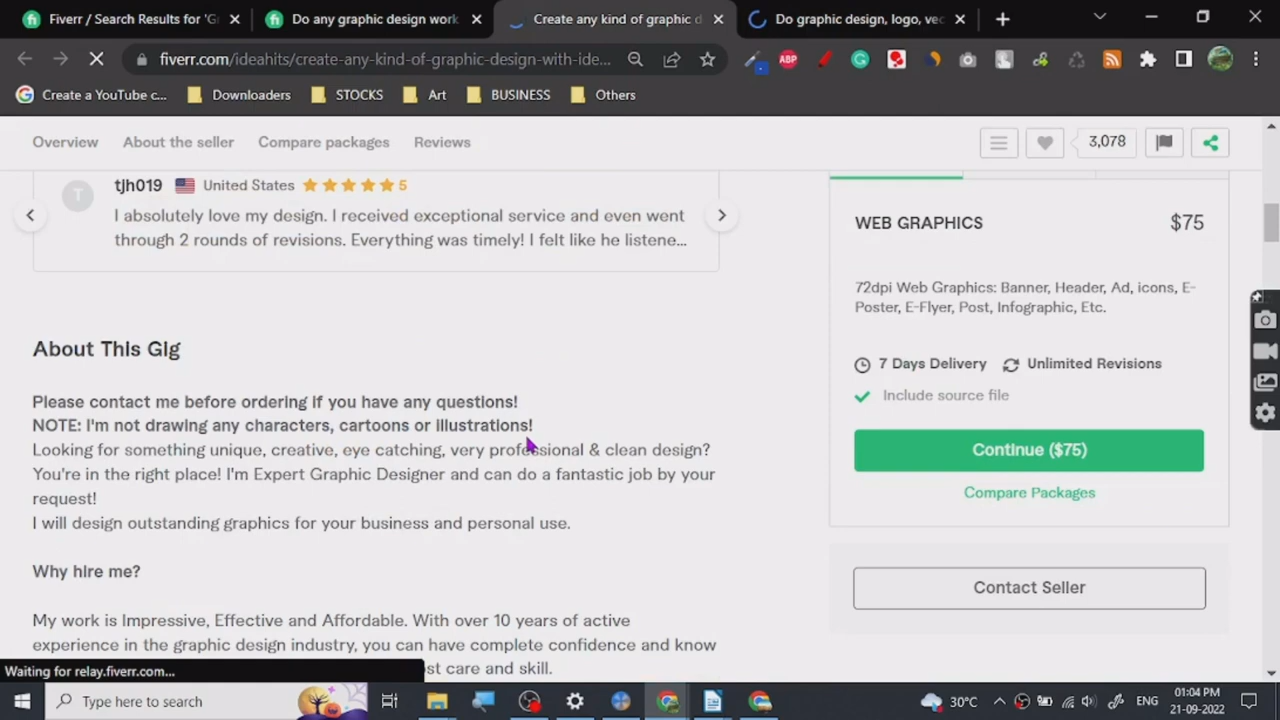 Fiverr / Search Results for 'Gr
Do any graphic design work
Create any kind of graphic d
Do graphic design, logo, vec
fiverr.com/ideahits/create-any-kind-of-graphic-design-with-ide...
ABP
Create a YouTube c...
Downloaders
STOCKS
Art
BUSINESS
Others
Overview
About the seller
Compare packages
Reviews
3,078
T
tjh019 United States 5
I absolutely love my design. I received exceptional service and even went
through 2 rounds of revisions. Everything was timely! I felt like he listene...
WEB GRAPHICS $75
72dpi Web Graphics: Banner, Header, Ad, icons, E-
Poster, E-Flyer, Post, Infographic, Etc.
7 Days Delivery Unlimited Revisions
Include source file
Continue ($75)
Compare Packages
Contact Seller
About This Gig
Please contact me before ordering if you have any questions!
NOTE: I'm not drawing any characters, cartoons or illustrations!
Looking for something unique, creative, eye catching, very professional & clean design?
You're in the right place! I'm Expert Graphic Designer and can do a fantastic job by your
request!
I will design outstanding graphics for your business and personal use.
Why hire me?
My work is Impressive, Effective and Affordable. With over 10 years of active
experience in the graphic design industry, you can have complete confidence and know
st care and skill.
Waiting for relay.fiverr.com...
Type here to search
30°C
ENG
01:04 PM
21-09-2022